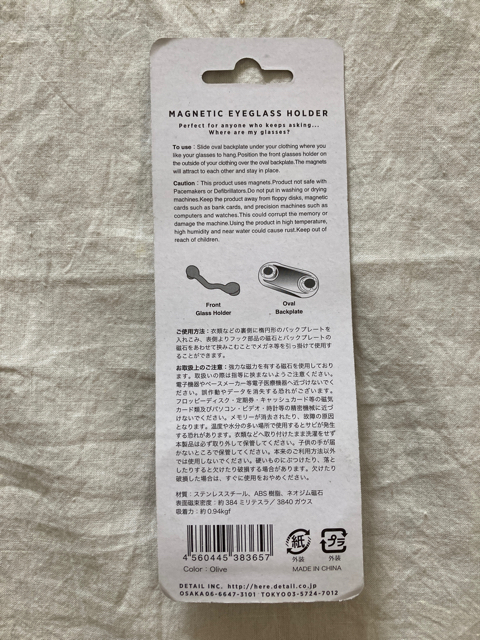 MAGNETIC EYEGLASS HOLDER
Perfect for anyone who keeps asking...
Where are my glasses?
To use : Slide oval backplate under your clothing where you
like your glasses to hang.Position the front glasses holder on
the outside of your clothing over the oval backplate.The magnets
will attract to each other and stay in place.
Caution : This product uses magnets.Product not safe with
Pacemakers or Defibrillators.Do not put in washing or drying
machines.Keep the product away from floppy disks, magnetic
cards such as bank cards, and precision machines such as
computers and watches.This could corrupt the memory or
damage the machine.Using the product in high temperature,
high humidity and near water could cause rust.Keep out of
reach of children.
Front
Glass Holder
Oval
Backplate
ご使用方法：衣類などの裏側に楕円形のバックプレートを
入れこみ、表側よりフック部品の磁石とバックプレートの
磁石をあわせて挟みこむことでメガネ等を引っ掛けて使用す
ることができます。
お取扱上のご注意：強力な磁力を有する磁石を使用しており
ます。取扱いの際は指等に挟まないようご注意ください。
電子機器やペースメーカー等電子医療機器へ近づけないでく
ださい。誤作動やデータを消失する恐れがございます。
フロッピーディスク・定期券・キャッシュカード等の磁気
カード類及びパソコン・ビデオ・時計等の精密機械に近づ
けないでください。メモリーが消去されたり、故障の原因
となります。温度や水分の多い場所で使用するとサビが発生
する恐れがあります。衣類などへ取り付けたまま洗濯をせず
本製品は必ず取り外して保管してください。子供の手が届
かないところで保管してください。本来のご利用方法以外
では使用しないでください。硬いものにぶつけたり、落と
したりすると欠けたり破損する場合があります。欠けたり
破損した場合は、すぐに使用をおやめください。
材質：ステンレススチール、ABS 樹脂、ネオジム磁石
表面磁束密度：約 384 ミリテスラ／ 3840 ガウス
吸着力：約 0.94kgf
4 560445 383657
紙
外装
プラ
外装
Color : Olive
MADE IN CHINA
DETAIL INC. http://here.detail.co.jp
OSAKA06-6647-3101 TOKYO03-5724-7012